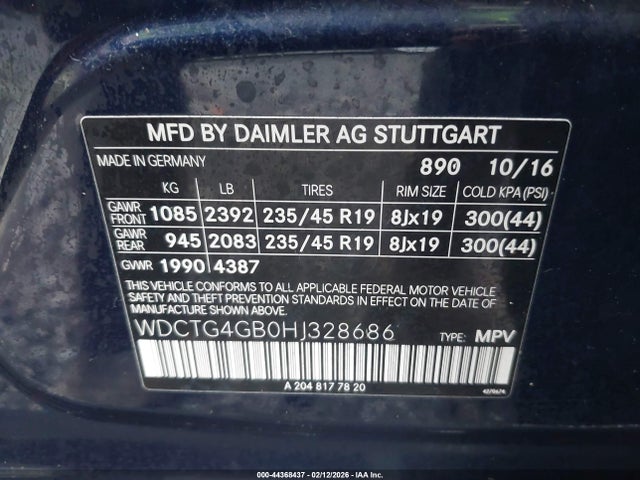 MFD BY DAIMLER AG STUTTGART
MADE IN GERMANY 890 10/16
KG LB TIRES RIM SIZE COLD KPA(PSI)
GAWR FRONT 1085 2392 235/45 R19 8Jx19 300(44)
GAWR REAR 945 2083 235/45 R19 8Jx19 300(44)
GVWR 1990 4387
THIS VEHICLE CONFORMS TO ALL APPLICABLE FEDERAL MOTOR VEHICLE
SAFETY AND THEFT PREVENTION STANDARDS IN EFFECT ON THE DATE OF
MANUFACTURE SHOWN ABOVE.
WDCTG4GB0HJ328686 TYPE: MPV
A 204 817 78 20
000-44368437 - 02/12/2026 - IAA Inc.